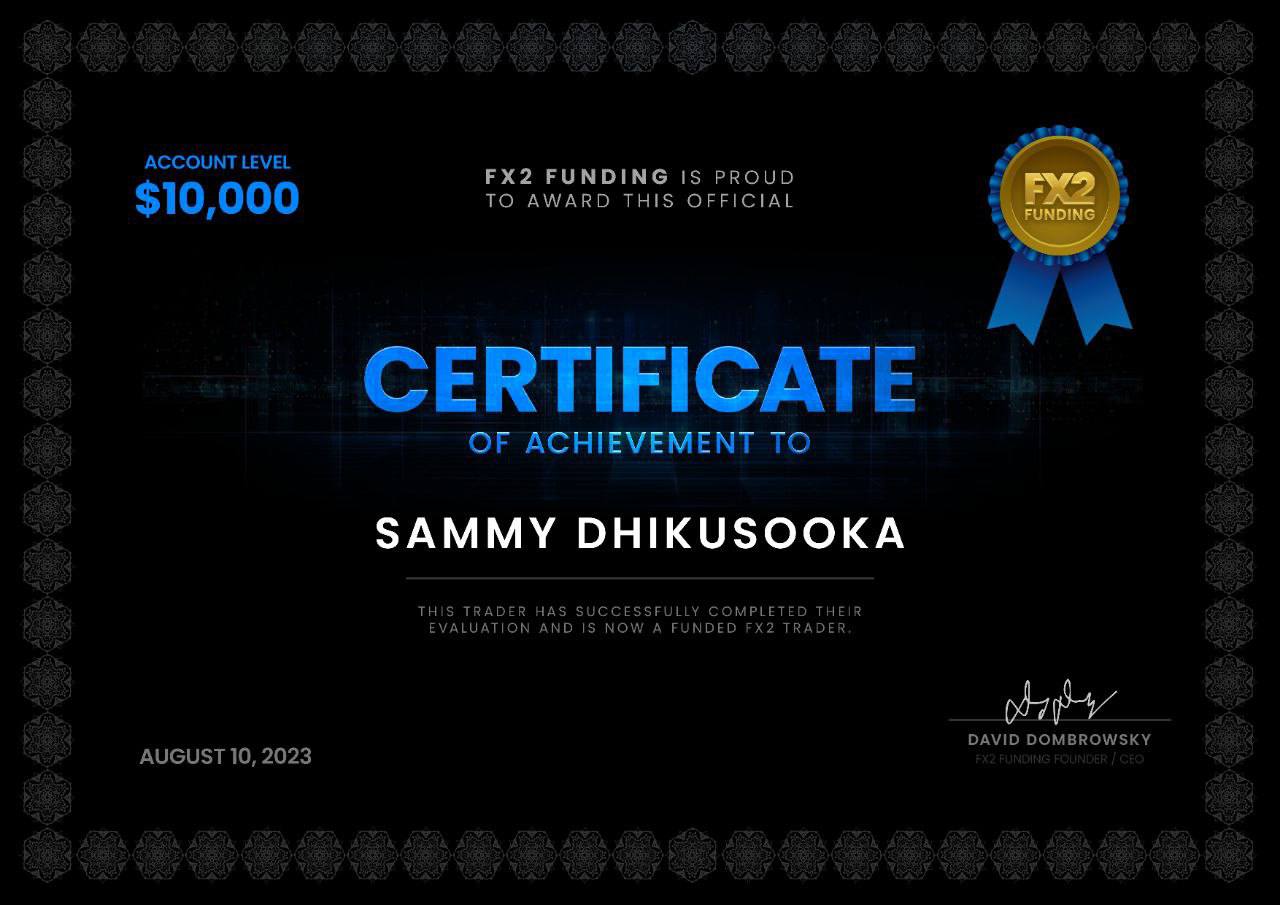 ACCOUNT LEVEL
$10,000
FX2 FUNDING IS PROUD
TO AWARD THIS OFFICIAL
FX2
FUNDING
CERTIFICATE
OF ACHIEVEMENT TO
SAMMY DHIKUSOOKA
THIS TRADER HAS SUCCESSFULLY COMPLETED THEIR
EVALUATION AND IS NOW A FUNDED FX2 TRADER.
AUGUST 10, 2023
DAVID DOMBROWSKY
FX2 FUNDING FOUNDER / CEO